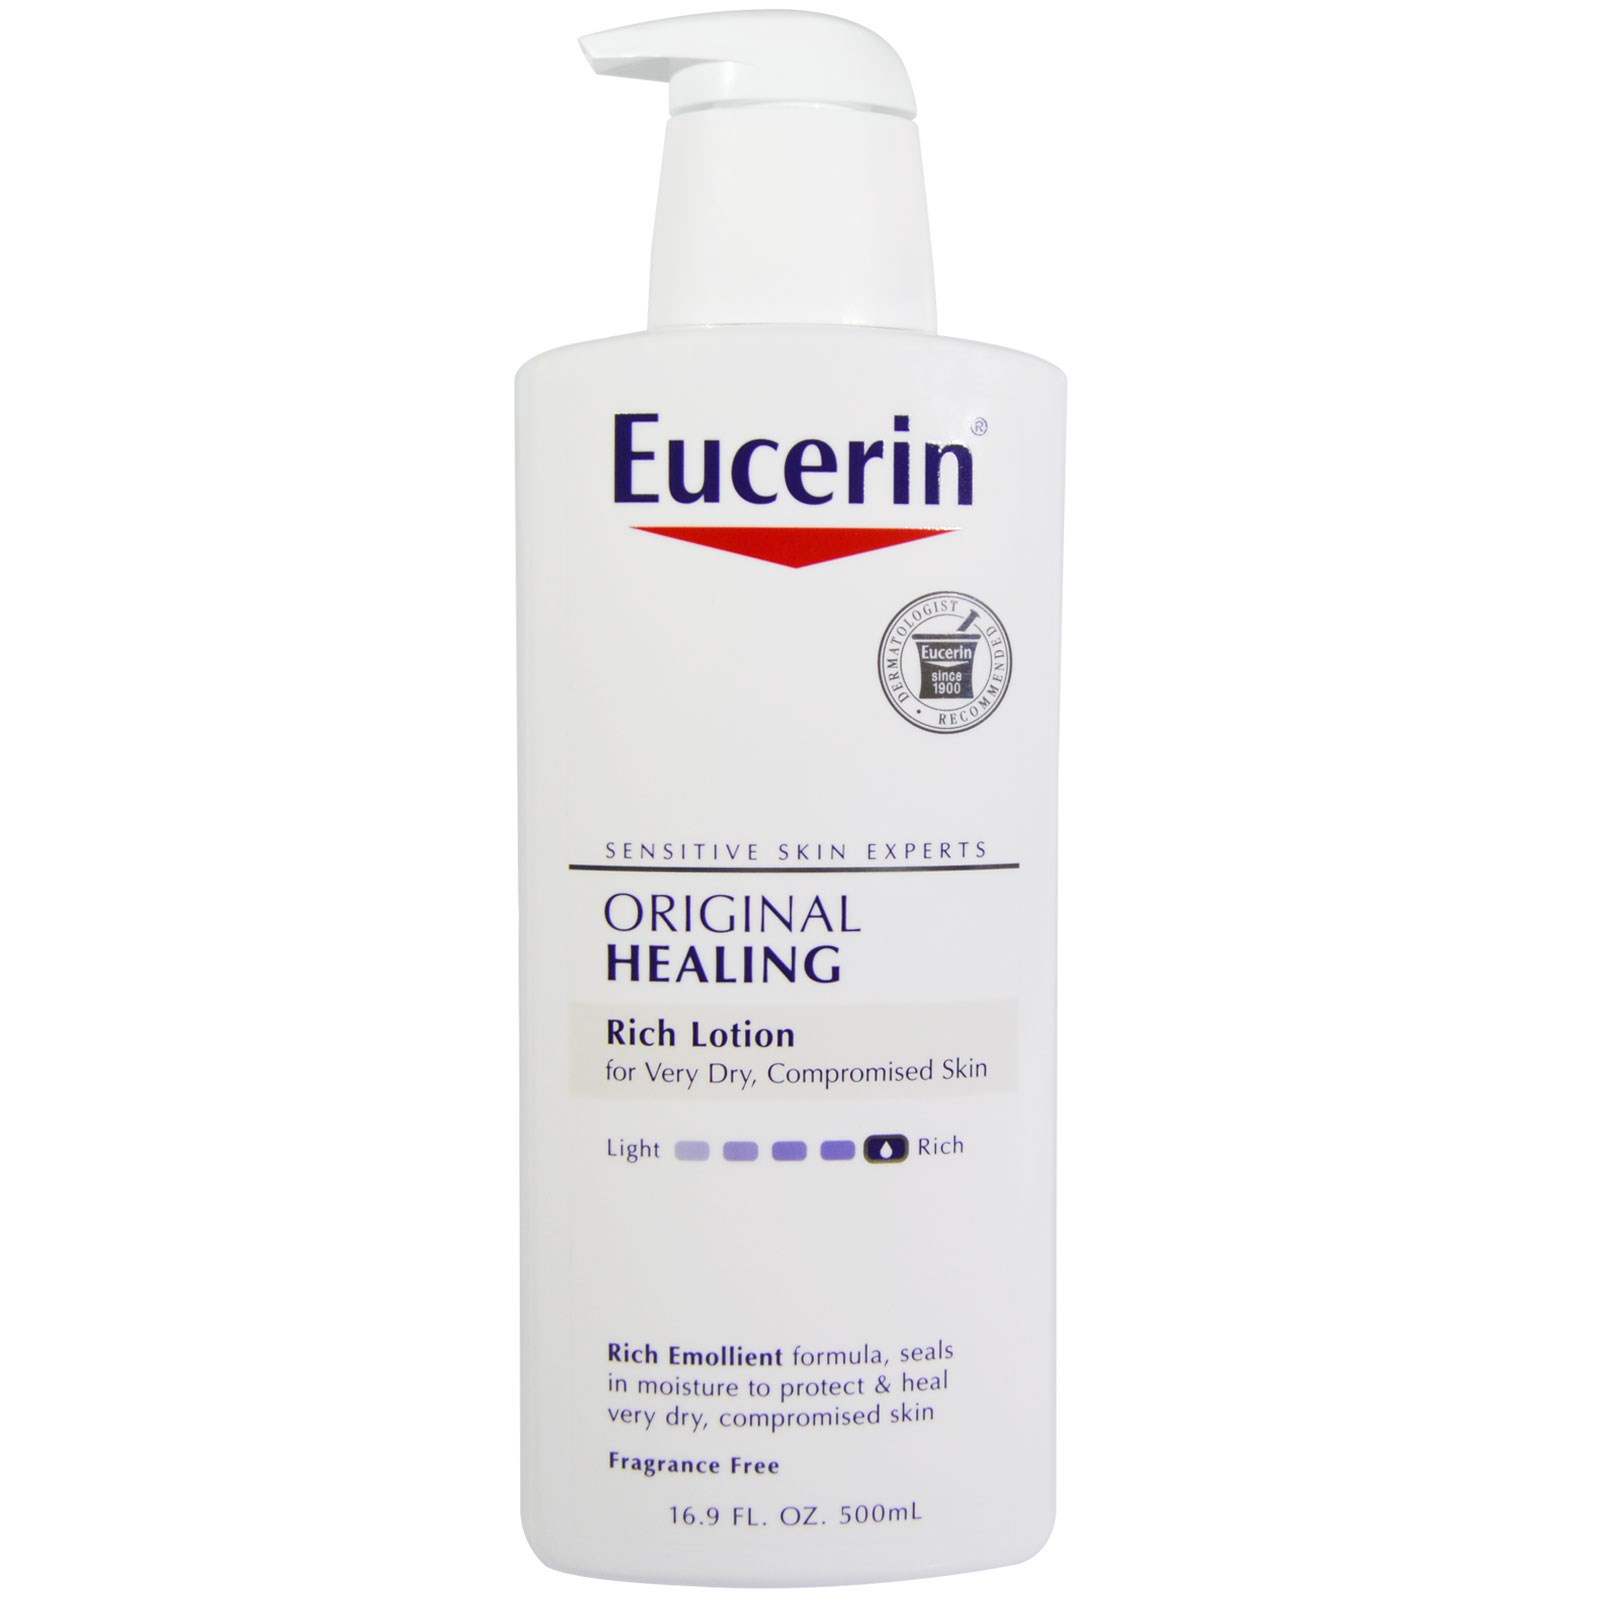 Eucerin®
DERMATOLOGIST RECOMMENDED •
Eucerin
since
1900
SENSITIVE SKIN EXPERTS
ORIGINAL
HEALING
Rich Lotion
for Very Dry, Compromised Skin
Light Rich
Rich Emollient formula, seals
in moisture to protect & heal
very dry, compromised skin
Fragrance Free
16.9 FL. OZ. 500mL